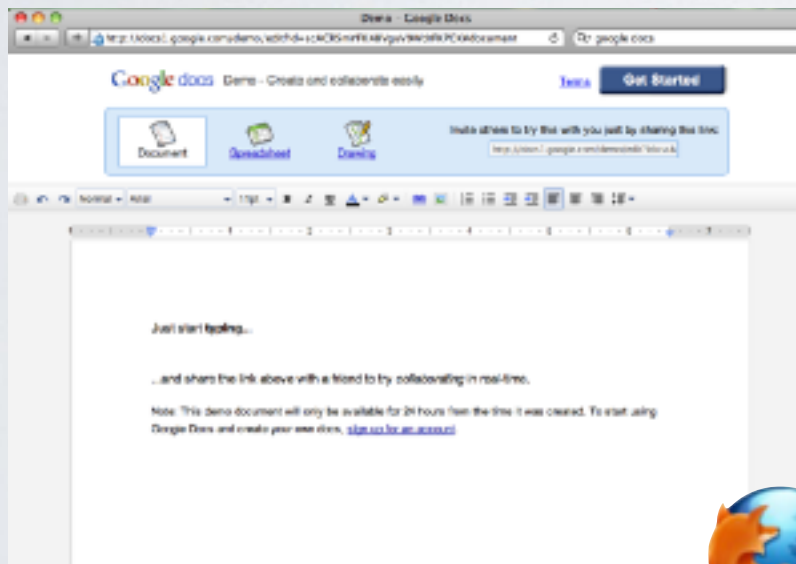 Demo - Google Docs
google docs
Google docs Demo - Create and collaborate easily
Terms
Get Started
Invite others to try this with you just by sharing this link:
Document
Spreadsheet
Drawing
Normal
Arial
11pt
Just start typing...
...and share the link above with a friend to try collaborating in real-time.
Note: This demo document will only be available for 24 hours from the time it was created. To start using
Google Docs and create your own docs, sign up for an account.